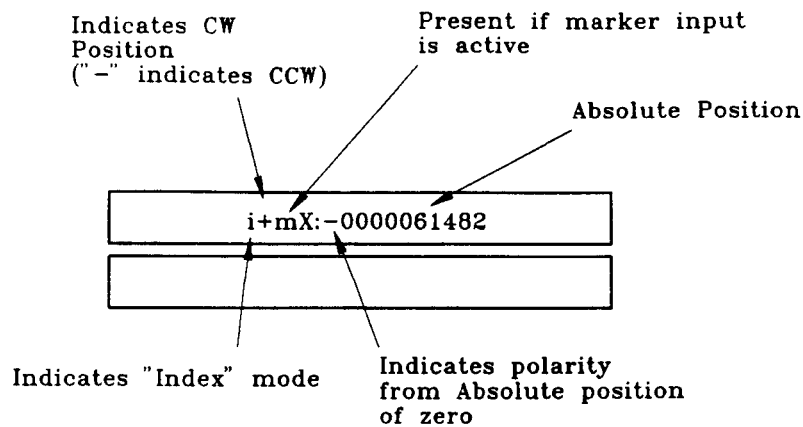 Indicates CW
Position
("-" indicates CCW)
Present if marker input
is active
Absolute Position
i+mX:-0000061482
Indicates "Index" mode
Indicates polarity
from Absolute position
of zero